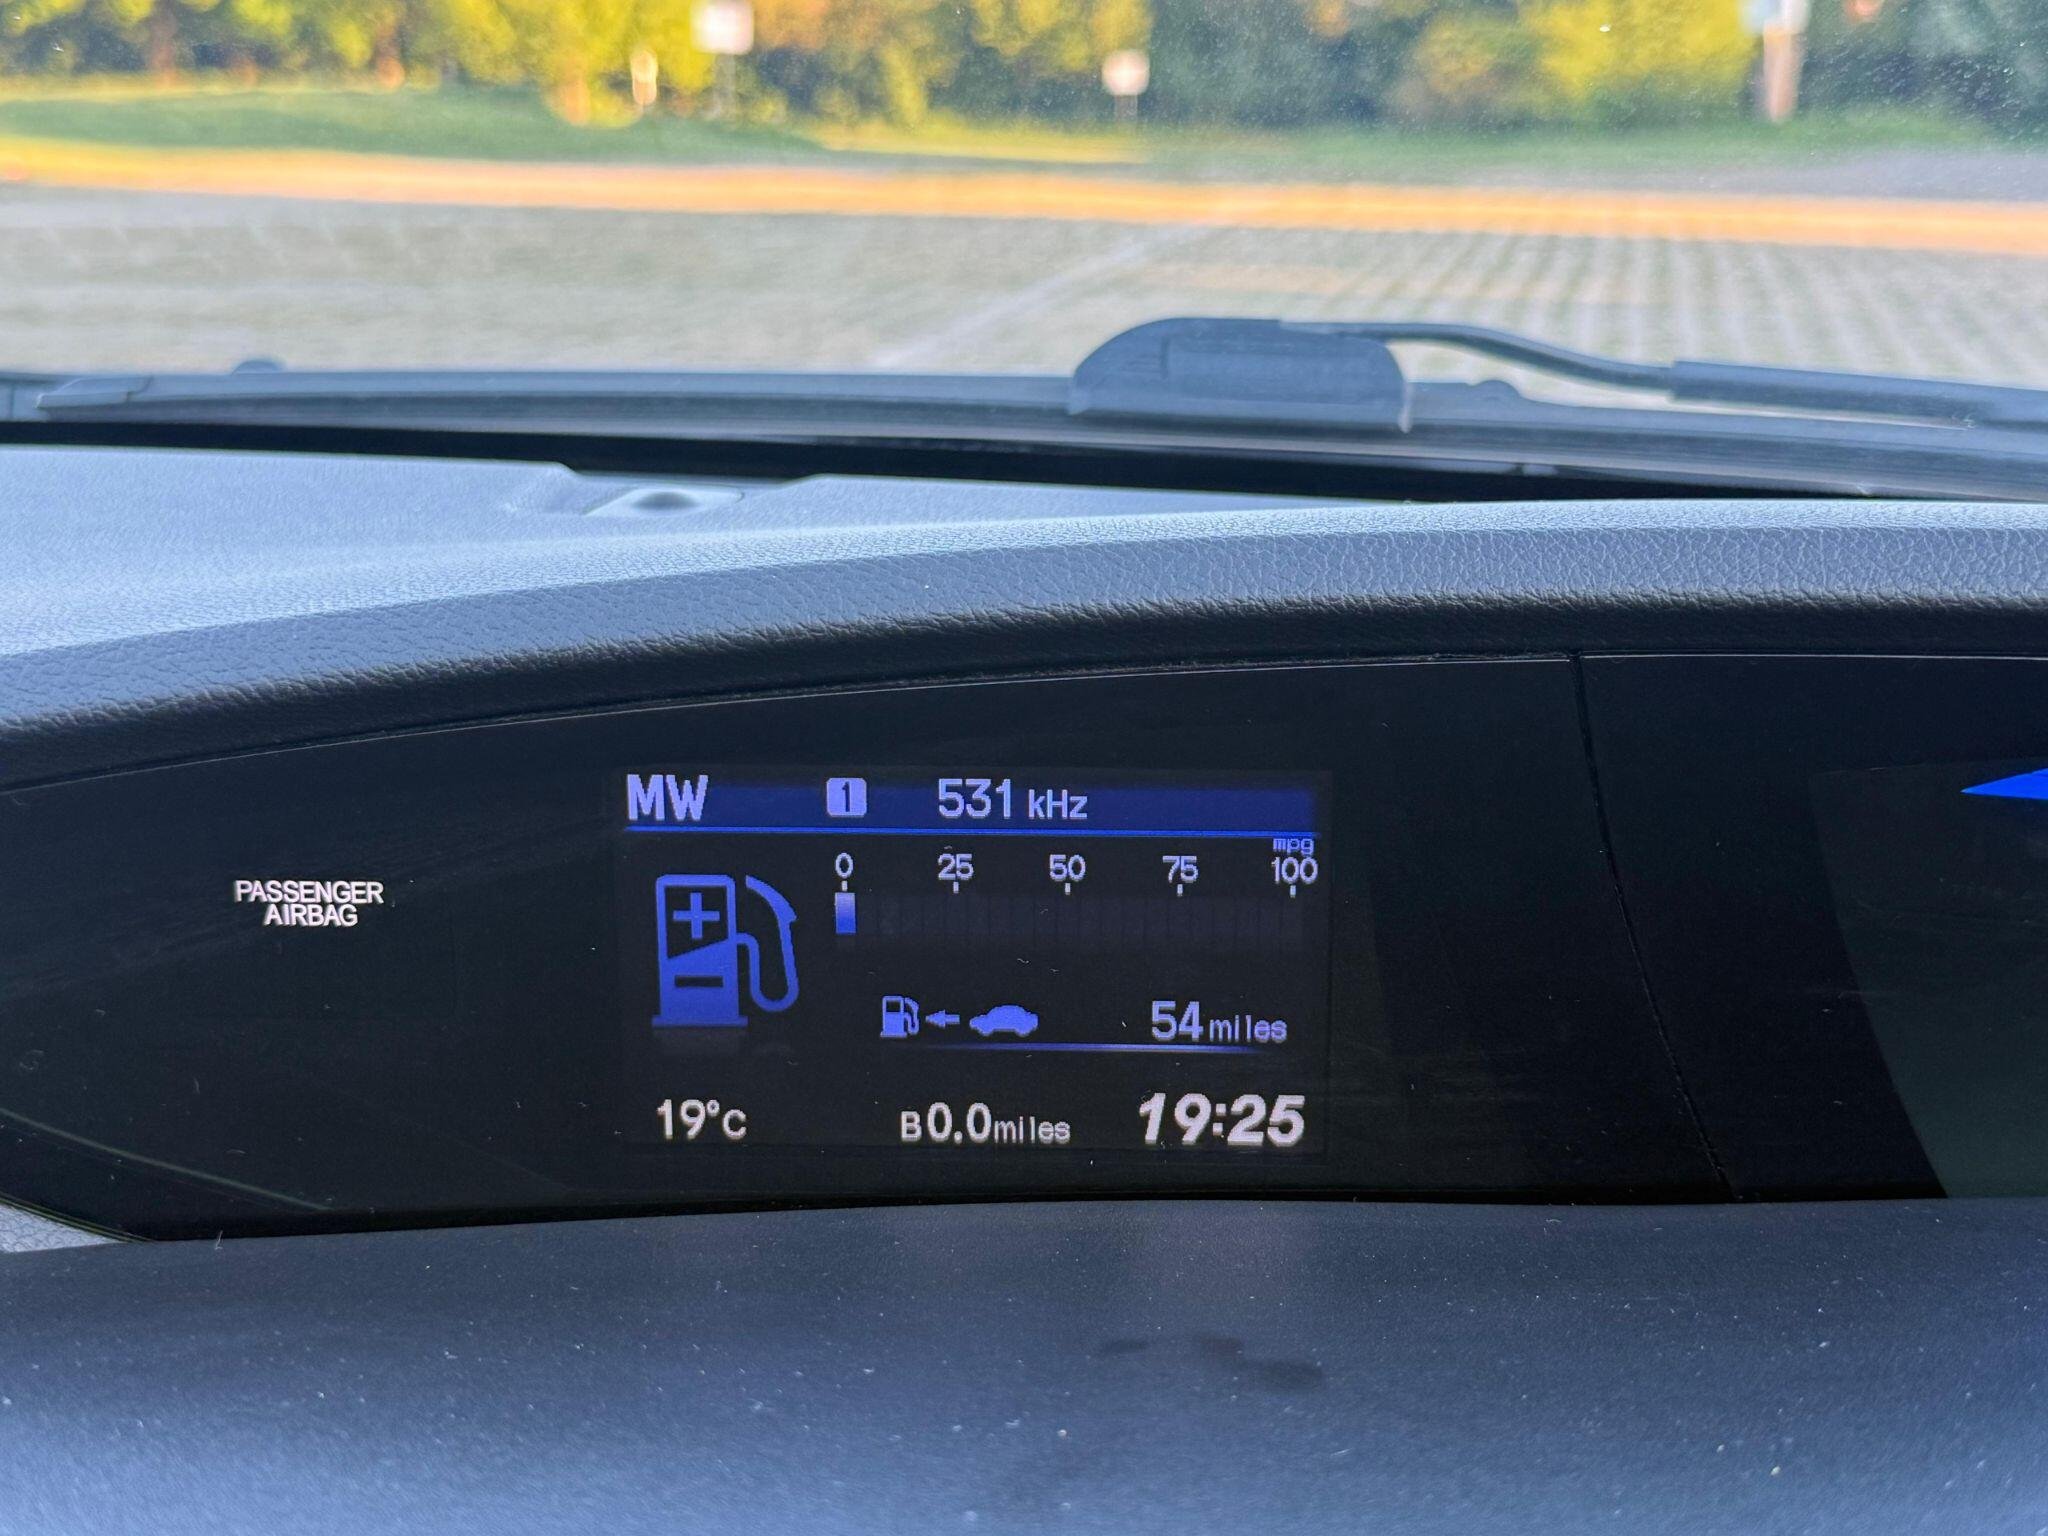 MW 1 531 kHz
mpg
0 25 50 75 100
PASSENGER
AIRBAG
54 miles
19°C B 0.0 miles 19:25